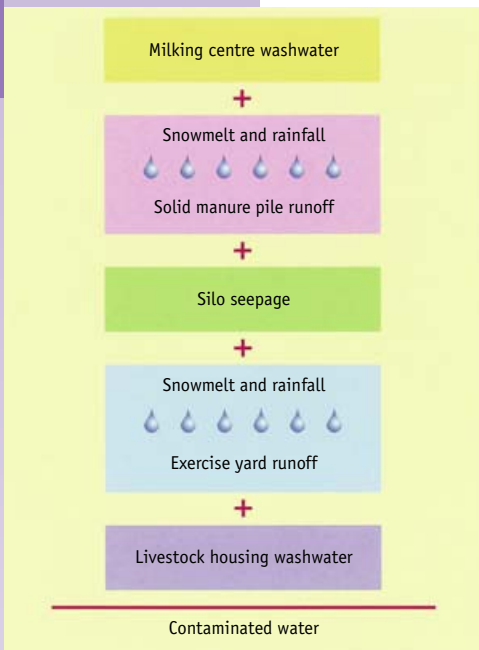 Milking centre washwater
+
Snowmelt and rainfall
Solid manure pile runoff
+
Silo seepage
+
Snowmelt and rainfall
Exercise yard runoff
+
Livestock housing washwater
Contaminated water